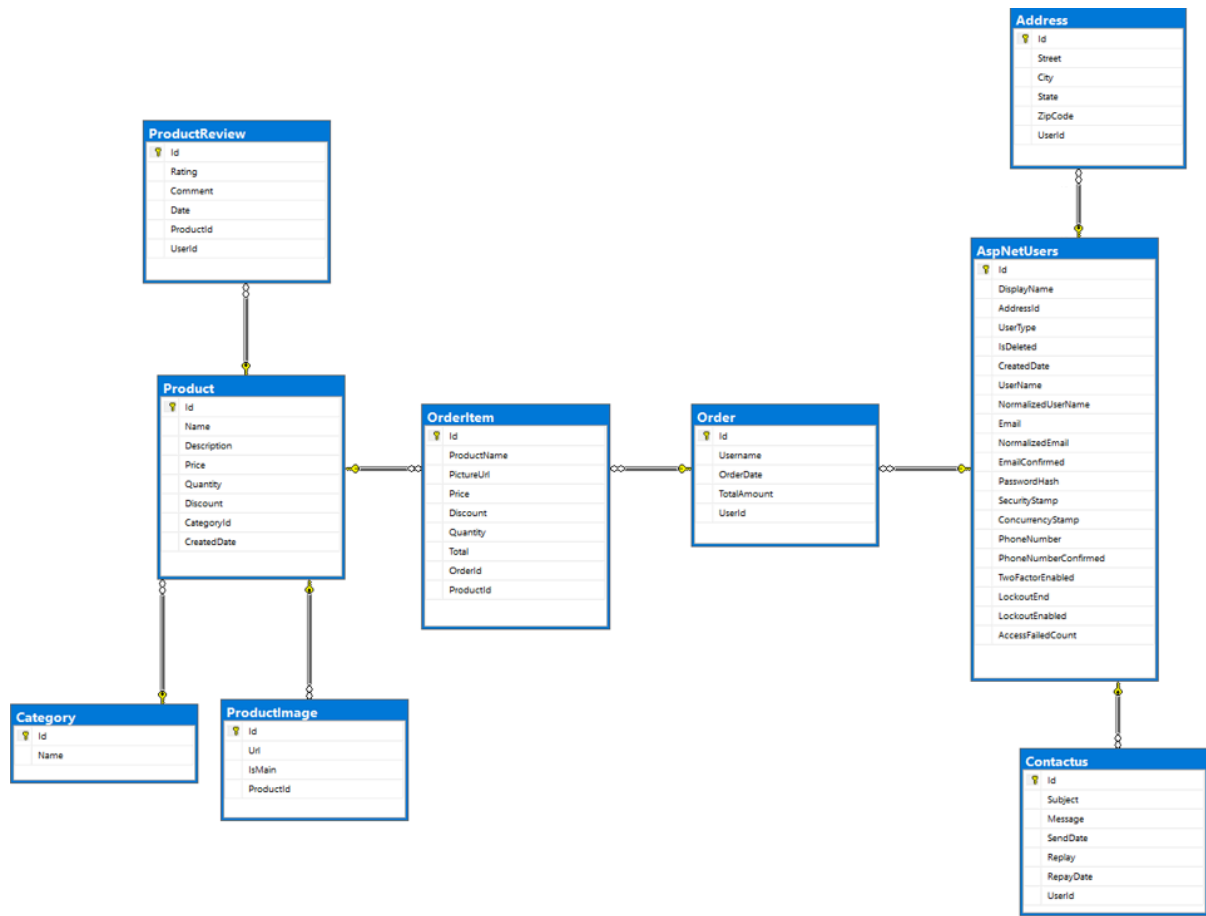 Address
Id
Street
City
State
ZipCode
UserId
ProductReview
Id
Rating
Comment
Date
ProductId
UserId
AspNetUsers
Id
DisplayName
AddressId
UserType
IsDeleted
CreatedDate
UserName
NormalizedUserName
Email
NormalizedEmail
EmailConfirmed
PasswordHash
SecurityStamp
ConcurrencyStamp
PhoneNumber
PhoneNumberConfirmed
TwoFactorEnabled
LockoutEnd
LockoutEnabled
AccessFailedCount
Product
Id
Name
Description
Price
Quantity
Discount
CategoryId
CreatedDate
OrderItem
Id
ProductName
PictureUrl
Price
Discount
Quantity
Total
OrderId
ProductId
Order
Id
Username
OrderDate
TotalAmount
UserId
Category
Id
Name
ProductImage
Id
Url
IsMain
ProductId
Contactus
Id
Subject
Message
SendDate
Replay
RepayDate
UserId